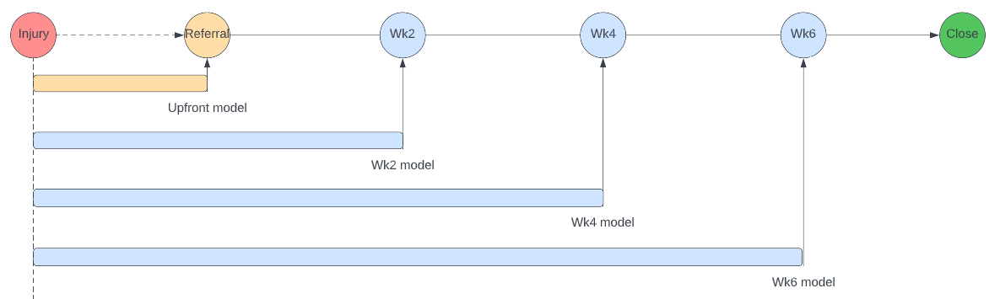 Injury
Referral
Wk2
Wk4
Wk6
Close
Upfront model
Wk2 model
Wk4 model
Wk6 model